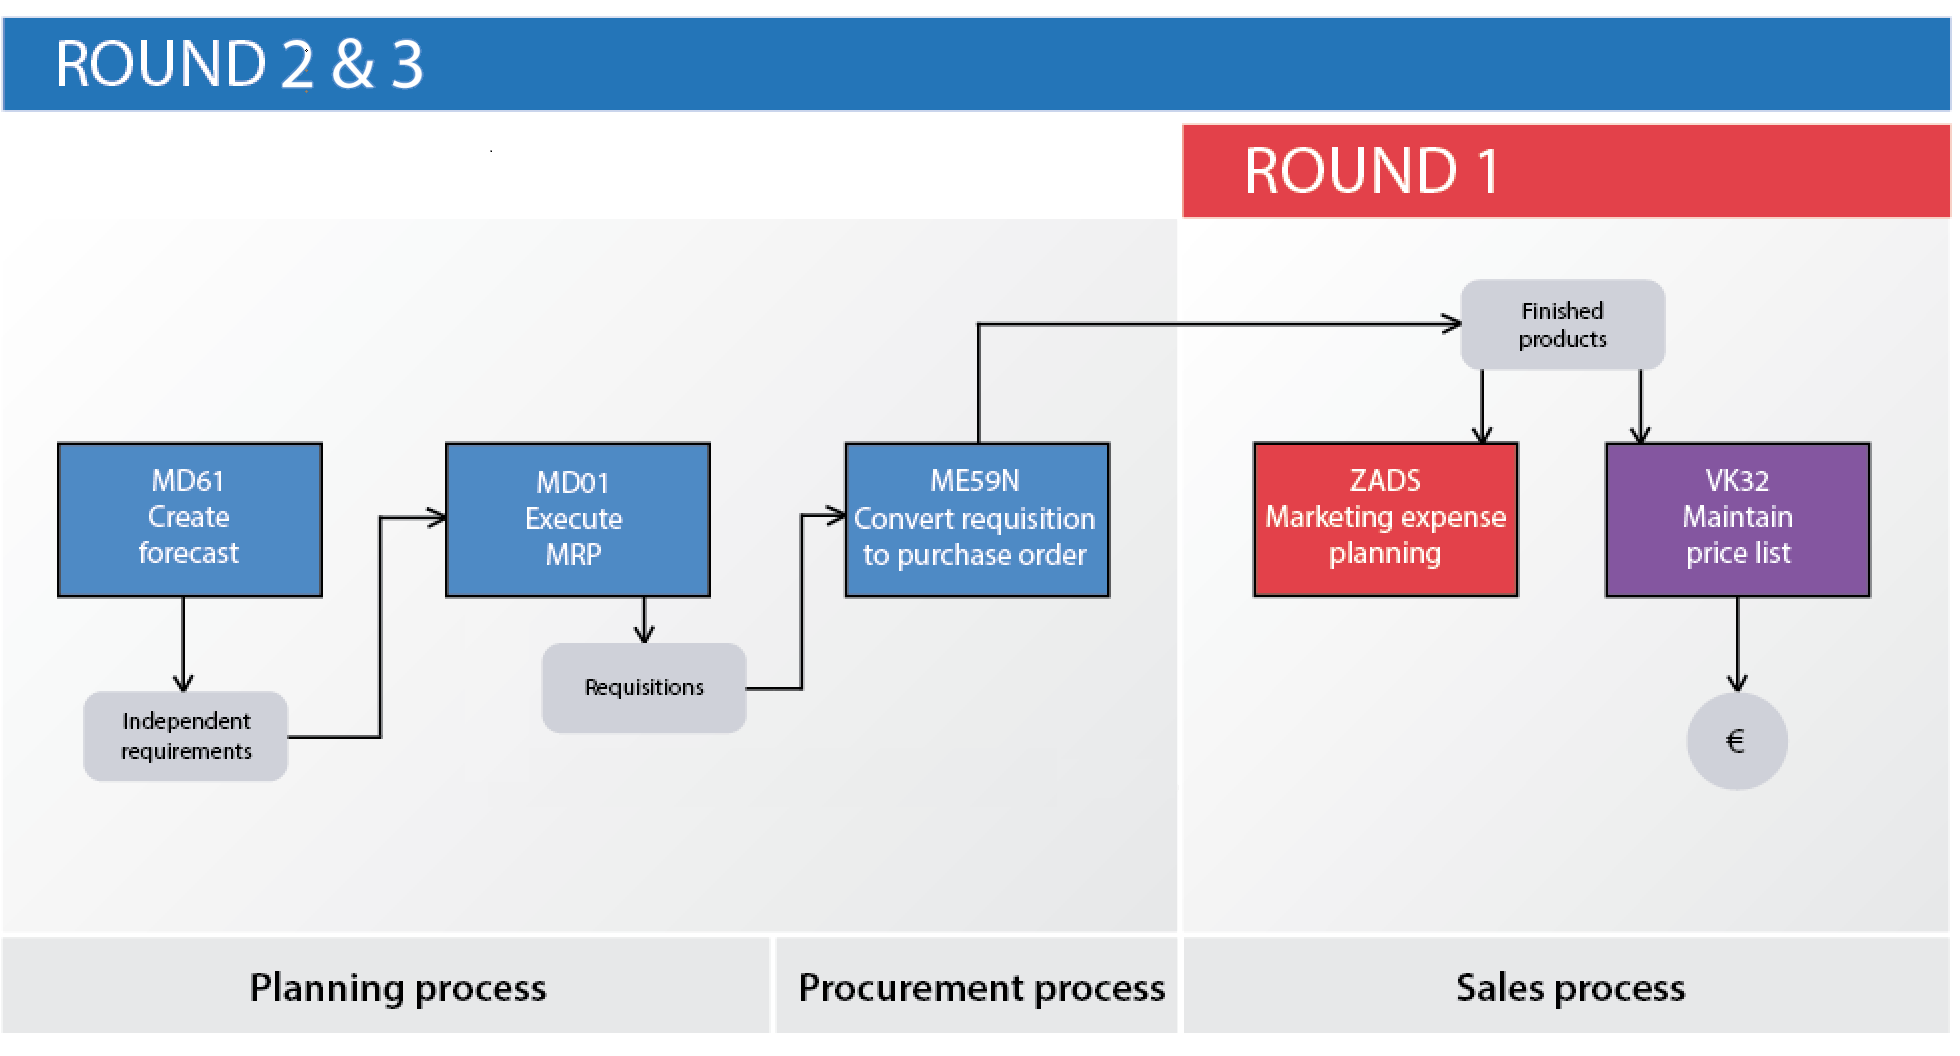 ROUND 2 & 3
ROUND 1
Finished
products
MD61
Create
forecast
MD01
Execute
MRP
ME59N
Convert requisition
to purchase order
ZADS
Marketing expense
planning
VK32
Maintain
price list
Independent
requirements
Requisitions
€
Planning process
Procurement process
Sales process